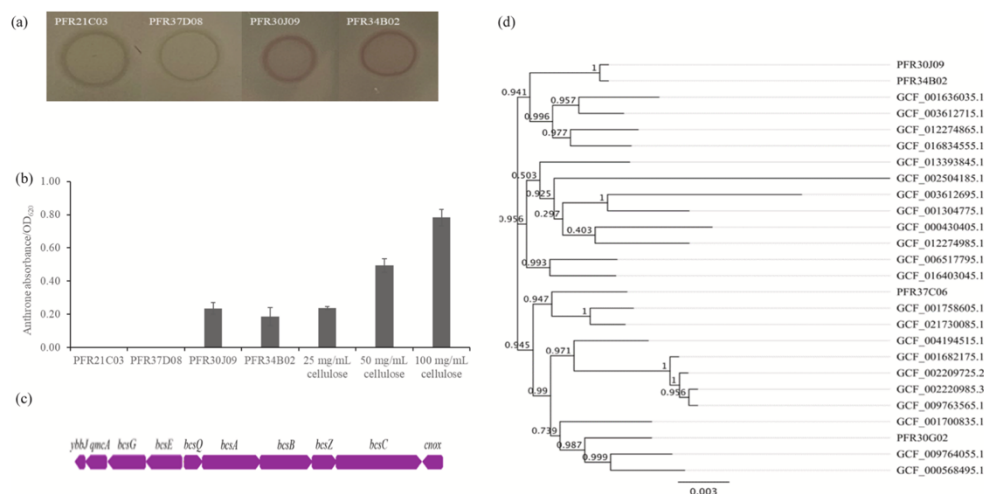 (a)
PFR21C03 PFR37D08 PFR30J09 PFR34B02
(b)
Anthrone absorbance/OD620
1.00
0.80
0.60
0.40
0.20
0.00
PFR21C03 PFR37D08 PFR30J09 PFR34B02 25 mg/mL cellulose 50 mg/mL cellulose 100 mg/mL cellulose
(c)
ybbJ qmcA bcsG bcsE bcsQ bcsA bcsB bcsZ bcsC cnox
(d)
PFR30J09
PFR34B02
GCF_001636035.1
GCF_003612715.1
GCF_012274865.1
GCF_016834555.1
GCF_013393845.1
GCF_002504185.1
GCF_003612695.1
GCF_001304775.1
GCF_000430405.1
GCF_012274985.1
GCF_006517795.1
GCF_016403045.1
PFR37C06
GCF_001758605.1
GCF_021730085.1
GCF_004194515.1
GCF_001682175.1
GCF_002209725.2
GCF_002220985.3
GCF_009763565.1
GCF_001700835.1
PFR30G02
GCF_009764055.1
GCF_000568495.1
1
0.941
0.957
0.996
0.977
0.503
0.925
1
0.297
0.956
0.403
0.993
0.947
1
0.945
0.971
1
1
0.956
0.99
0.739
0.987
0.999
0.003